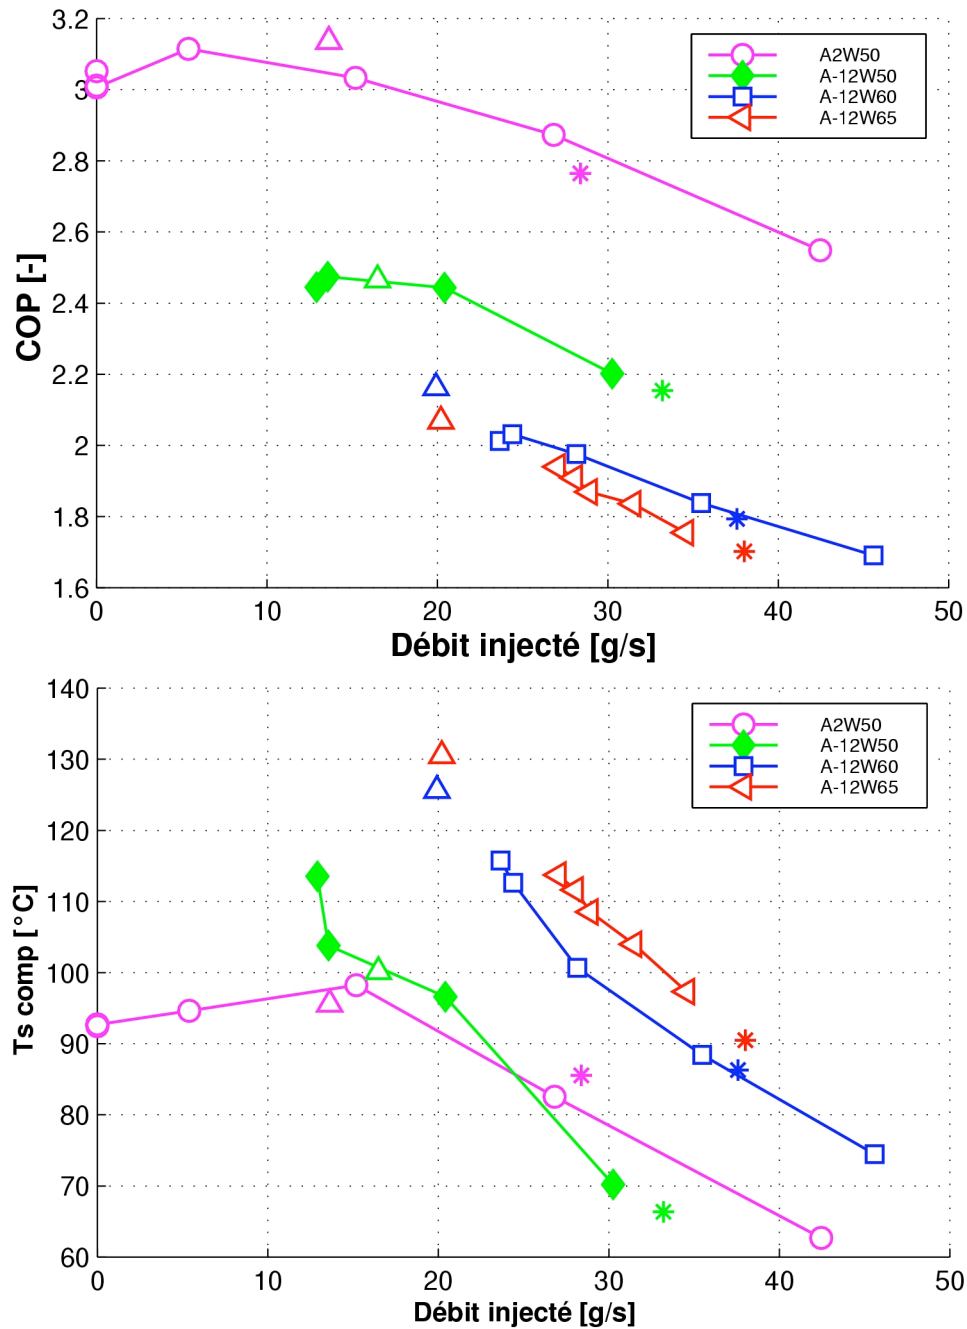 3.2
3
2.8
2.6
2.4
2.2
2
1.8
1.6
COP [-]
A2W50
A-12W50
A-12W60
A-12W65
0 10 20 30 40 50
Débit injecté [g/s]
140
130
120
110
100
90
80
70
60
Ts comp [°C]
A2W50
A-12W50
A-12W60
A-12W65
0 10 20 30 40 50
Débit injecté [g/s]